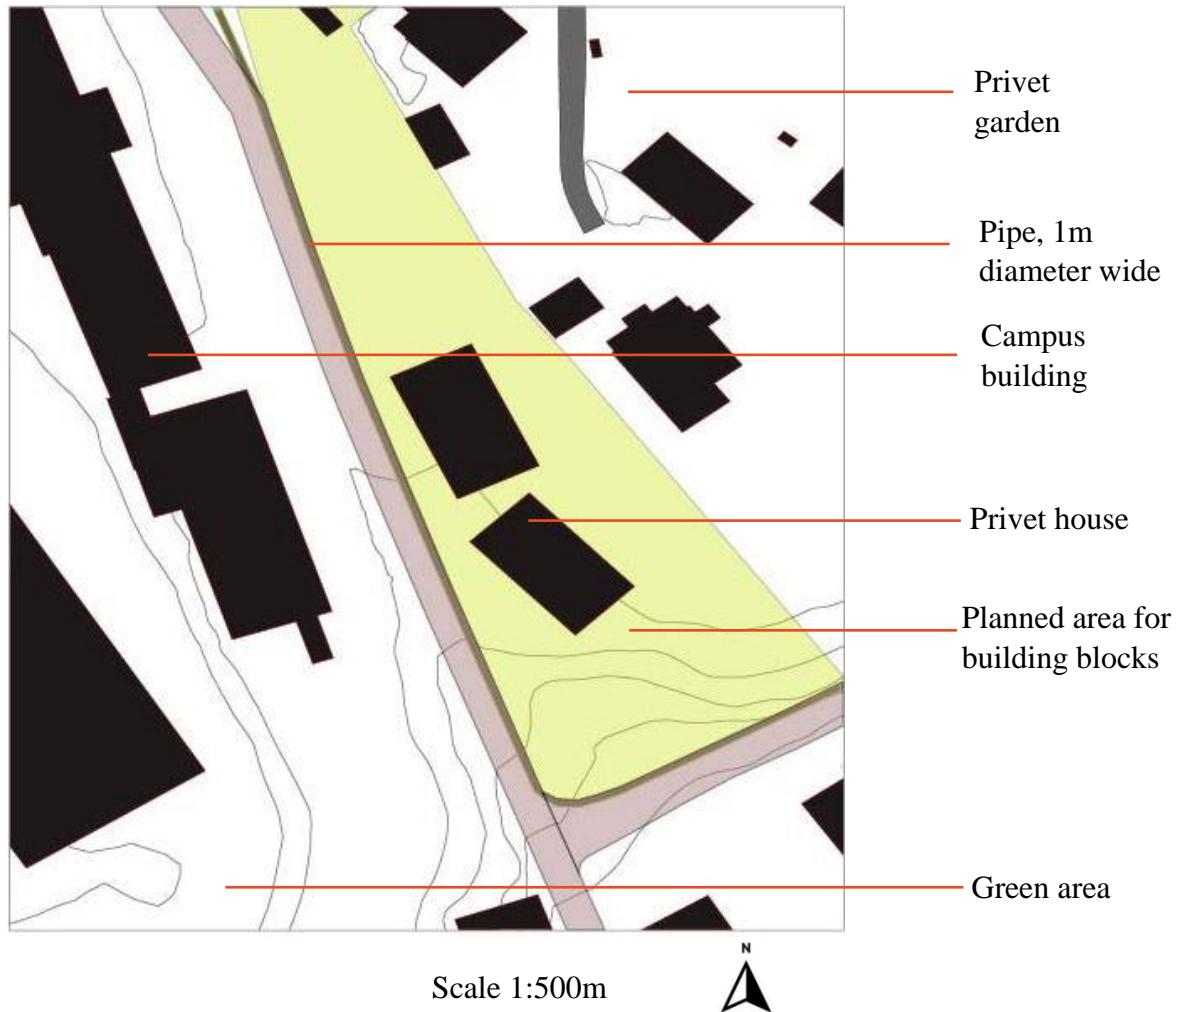 Privet
garden
Pipe, 1m
diameter wide
Campus
building
Privet house
Planned area for
building blocks
Green area
N
Scale 1:500m